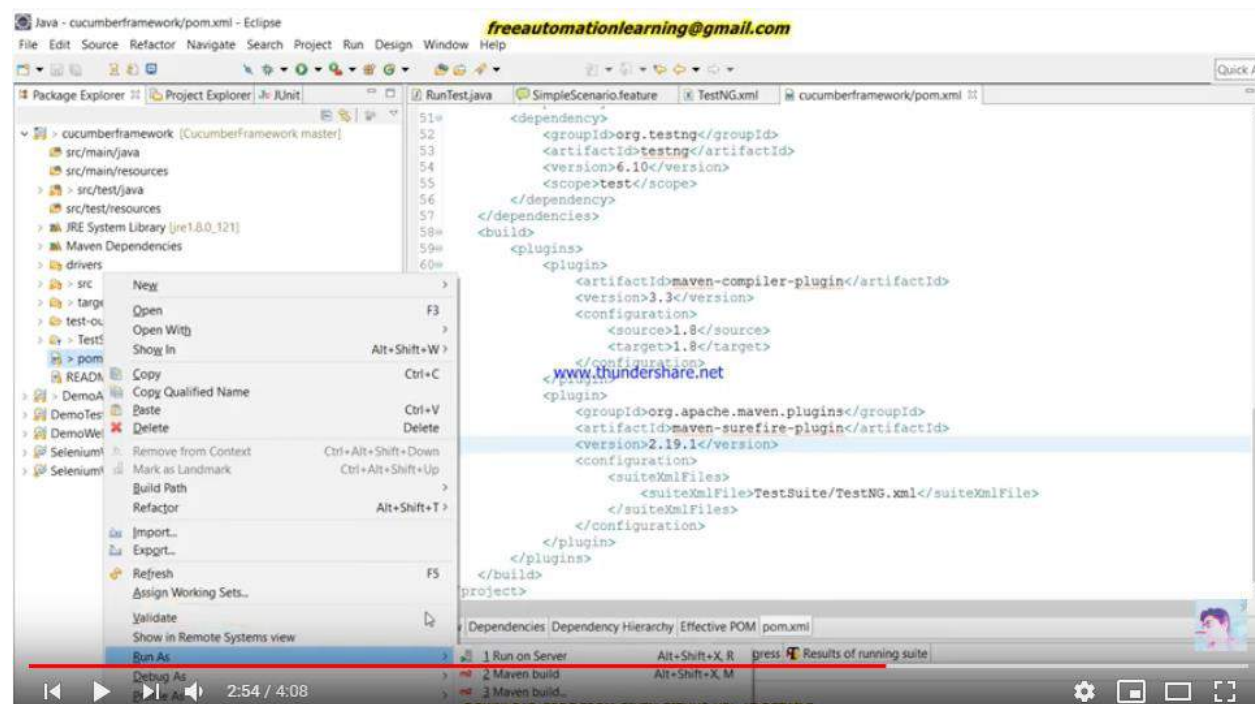 Java - cucumberframework/pom.xml - Eclipse
freeautomationlearning@gmail.com
File Edit Source Refactor Navigate Search Project Run Design Window Help
Quick
Package Explorer Project Explorer JUnit
RunTest.java SimpleScenario.feature TestNG.xml cucumberframework/pom.xml
> cucumberframework [CucumberFramework master]
src/main/java
src/main/resources
> src/test/java
src/test/resources
JRE System Library [jre1.8.0_121]
Maven Dependencies
drivers
> src
> targe
test-ou
> TestS
> pom
READM
> DemoA
DemoTes
DemoWel
Selenium
Selenium
New
Open F3
Open With
Show In Alt+Shift+W
Copy Ctrl+C
Copy Qualified Name
Paste Ctrl+V
Delete Delete
Remove from Context Ctrl+Alt+Shift+Down
Mark as Landmark Ctrl+Alt+Shift+Up
Build Path
Refactor Alt+Shift+T
Import...
Export...
Refresh F5
Assign Working Sets...
Validate
Show in Remote Systems view
Run As
Debug As
1 Run on Server Alt+Shift+X, R
2 Maven build Alt+Shift+X, M
3 Maven build...
51 <dependency>
52 <groupId>org.testng</groupId>
53 <artifactId>testng</artifactId>
54 <version>6.10</version>
55 <scope>test</scope>
56 </dependency>
57 </dependencies>
58 <build>
59 <plugins>
60 <plugin>
<artifactId>maven-compiler-plugin</artifactId>
<version>3.3</version>
<configuration>
<source>1.8</source>
<target>1.8</target>
</configuration>
www.thundershare.net
</plugin>
<plugin>
<groupId>org.apache.maven.plugins</groupId>
<artifactId>maven-surefire-plugin</artifactId>
<version>2.19.1</version>
<configuration>
<suiteXmlFiles>
<suiteXmlFile>TestSuite/TestNG.xml</suiteXmlFile>
</suiteXmlFiles>
</configuration>
</plugin>
</plugins>
</build>
project>
Dependencies Dependency Hierarchy Effective POM pom.xml
gress Results of running suite
2:54 / 4:08